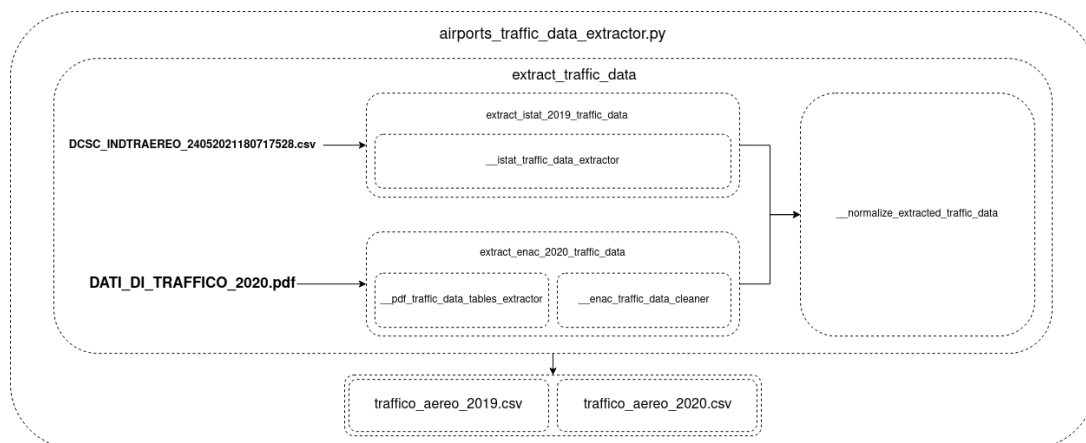 airports_traffic_data_extractor.py
extract_traffic_data
extract_istat_2019_traffic_data
DCSC_INDTRAEREO_24052021180717528.csv
__istat_traffic_data_extractor
__normalize_extracted_traffic_data
extract_enac_2020_traffic_data
DATI_DI_TRAFFICO_2020.pdf
__pdf_traffic_data_tables_extractor
__enac_traffic_data_cleaner
traffico_aereo_2019.csv
traffico_aereo_2020.csv